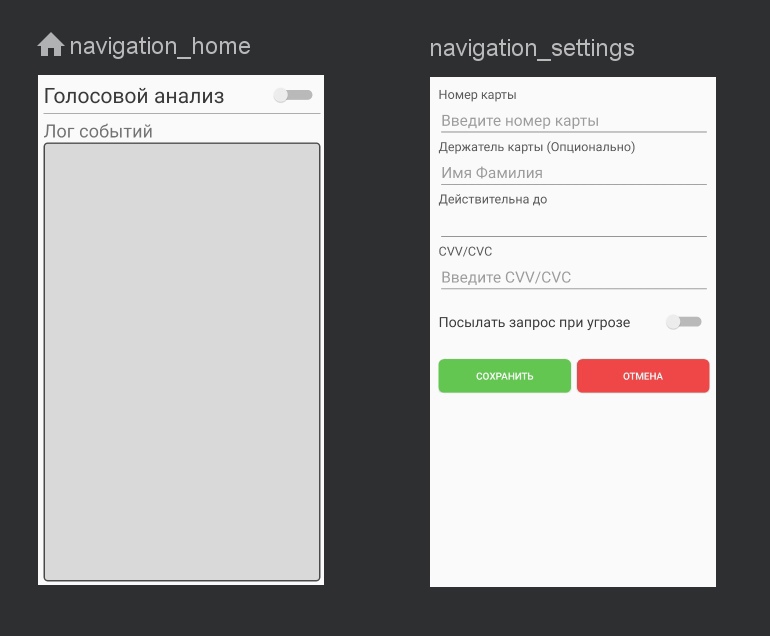 navigation_home
Голосовой анализ
Лог событий
navigation_settings
Номер карты
Введите номер карты
Держатель карты (Опционально)
Имя Фамилия
Действительна до
CVV/CVC
Введите CVV/CVC
Посылать запрос при угрозе
СОХРАНИТЬ
ОТМЕНА